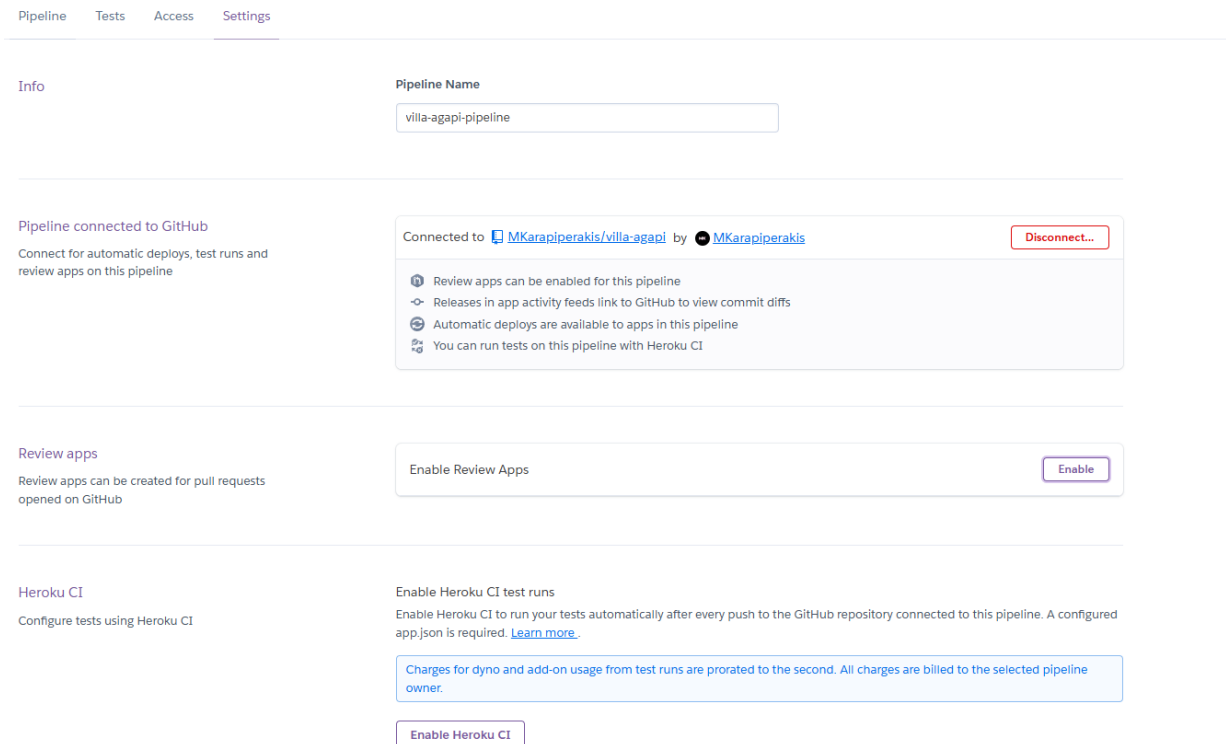 Pipeline Tests Access Settings
Info
Pipeline Name
villa-agapi-pipeline
Pipeline connected to GitHub
Connect for automatic deploys, test runs and
review apps on this pipeline
Connected to MKarapiperakis/villa-agapi by MKarapiperakis
Disconnect...
Review apps can be enabled for this pipeline
Releases in app activity feeds link to GitHub to view commit diffs
Automatic deploys are available to apps in this pipeline
You can run tests on this pipeline with Heroku CI
Review apps
Review apps can be created for pull requests
opened on GitHub
Enable Review Apps
Enable
Heroku CI
Configure tests using Heroku CI
Enable Heroku CI test runs
Enable Heroku CI to run your tests automatically after every push to the GitHub repository connected to this pipeline. A configured
app.json is required. Learn more .
Charges for dyno and add-on usage from test runs are prorated to the second. All charges are billed to the selected pipeline
owner.
Enable Heroku CI